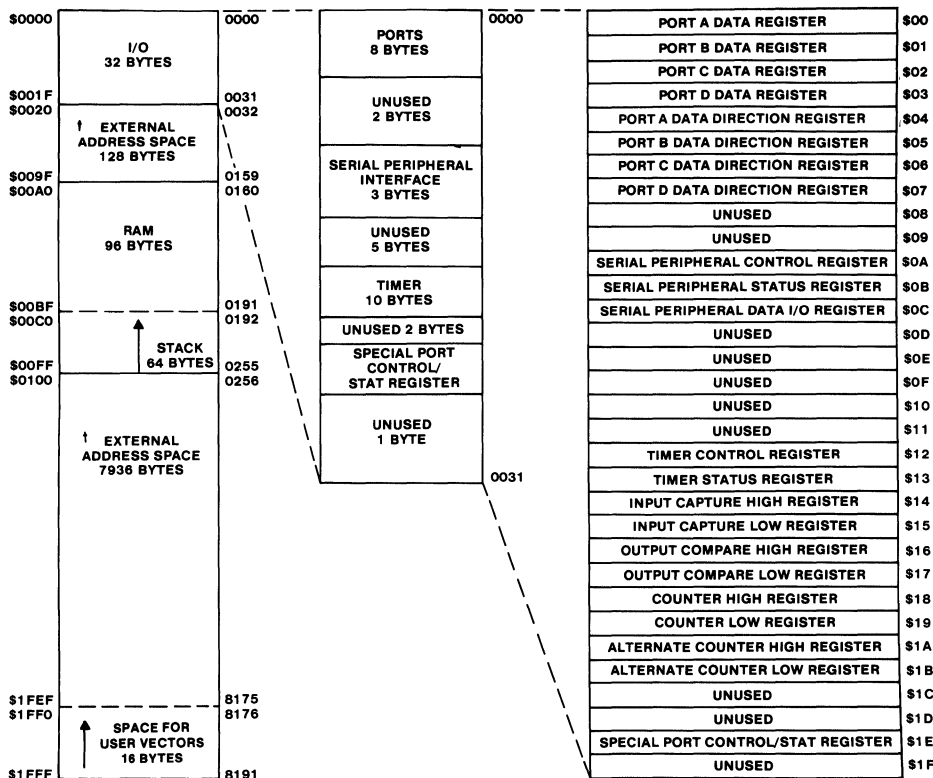 $0000
I/O
32 BYTES
0000
$001F
0031
$0020
0032
† EXTERNAL
ADDRESS SPACE
128 BYTES
$009F
0159
$00A0
0160
RAM
96 BYTES
$00BF
0191
$00C0
0192
STACK
64 BYTES
$00FF
0255
$0100
0256
† EXTERNAL
ADDRESS SPACE
7936 BYTES
$1FEF
8175
$1FF0
8176
SPACE FOR
USER VECTORS
16 BYTES
$1FFF
8191
0000
PORTS
8 BYTES
UNUSED
2 BYTES
SERIAL PERIPHERAL
INTERFACE
3 BYTES
UNUSED
5 BYTES
TIMER
10 BYTES
UNUSED 2 BYTES
SPECIAL PORT
CONTROL/
STAT REGISTER
UNUSED
1 BYTE
0031
PORT A DATA REGISTER $00
PORT B DATA REGISTER $01
PORT C DATA REGISTER $02
PORT D DATA REGISTER $03
PORT A DATA DIRECTION REGISTER $04
PORT B DATA DIRECTION REGISTER $05
PORT C DATA DIRECTION REGISTER $06
PORT D DATA DIRECTION REGISTER $07
UNUSED $08
UNUSED $09
SERIAL PERIPHERAL CONTROL REGISTER $0A
SERIAL PERIPHERAL STATUS REGISTER $0B
SERIAL PERIPHERAL DATA I/O REGISTER $0C
UNUSED $0D
UNUSED $0E
UNUSED $0F
UNUSED $10
UNUSED $11
TIMER CONTROL REGISTER $12
TIMER STATUS REGISTER $13
INPUT CAPTURE HIGH REGISTER $14
INPUT CAPTURE LOW REGISTER $15
OUTPUT COMPARE HIGH REGISTER $16
OUTPUT COMPARE LOW REGISTER $17
COUNTER HIGH REGISTER $18
COUNTER LOW REGISTER $19
ALTERNATE COUNTER HIGH REGISTER $1A
ALTERNATE COUNTER LOW REGISTER $1B
UNUSED $1C
UNUSED $1D
SPECIAL PORT CONTROL/STAT REGISTER $1E
UNUSED $1F